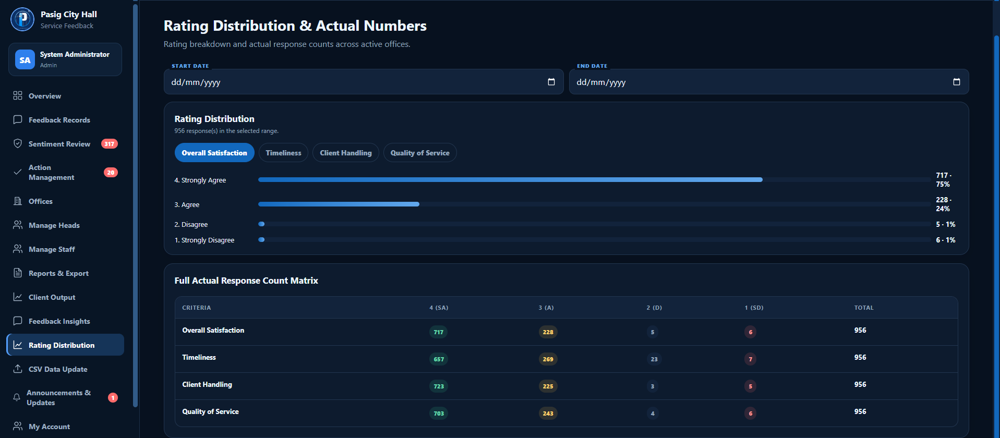 Pasig City Hall
Service Feedback
SA
System Administrator
Admin
Overview
Feedback Records
Sentiment Review 317
Action
Management
20
Offices
Manage Heads
Manage Staff
Reports & Export
Client Output
Feedback Insights
Rating Distribution
CSV Data Update
Announcements &
Updates
1
My Account
Rating Distribution & Actual Numbers
Rating breakdown and actual response counts across active offices.
START DATE
dd/mm/yyyy
END DATE
dd/mm/yyyy
Rating Distribution
956 response(s) in the selected range.
Overall Satisfaction Timeliness Client Handling Quality of Service
4. Strongly Agree 717 ·
75%
3. Agree 228 ·
24%
2. Disagree 5 · 1%
1. Strongly Disagree 6 · 1%
Full Actual Response Count Matrix
CRITERIA 4 (SA) 3 (A) 2 (D) 1 (SD) TOTAL
Overall Satisfaction 717 228 5 6 956
Timeliness 657 269 23 7 956
Client Handling 723 225 3 5 956
Quality of Service 703 243 4 6 956